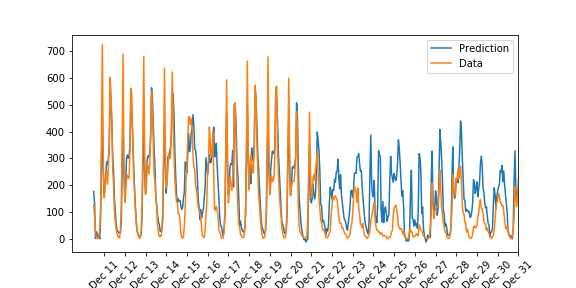 Prediction
Data
700
600
500
400
300
200
100
0
Dec 11
Dec 12
Dec 13
Dec 14
Dec 15
Dec 16
Dec 17
Dec 18
Dec 19
Dec 20
Dec 21
Dec 22
Dec 23
Dec 24
Dec 25
Dec 26
Dec 27
Dec 28
Dec 29
Dec 30
Dec 31